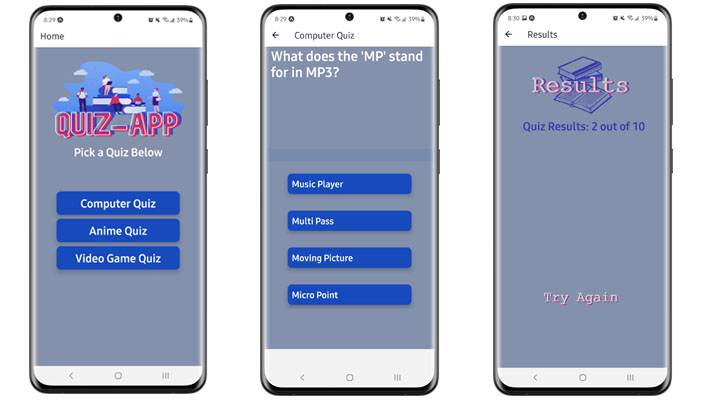 8:29
39%
Home
QUIZ-APP
Pick a Quiz Below
Computer Quiz
Anime Quiz
Video Game Quiz
8:29
39%
Computer Quiz
What does the 'MP' stand
for in MP3?
Music Player
Multi Pass
Moving Picture
Micro Point
8:30
39%
Results
Results
Quiz Results: 2 out of 10
Try Again